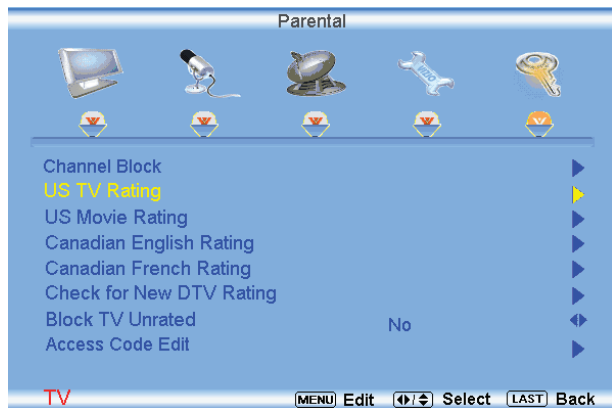 Parental
Channel Block
US TV Rating
US Movie Rating
Canadian English Rating
Canadian French Rating
Check for New DTV Rating
Block TV Unrated No
Access Code Edit
TV MENU Edit / Select LAST Back